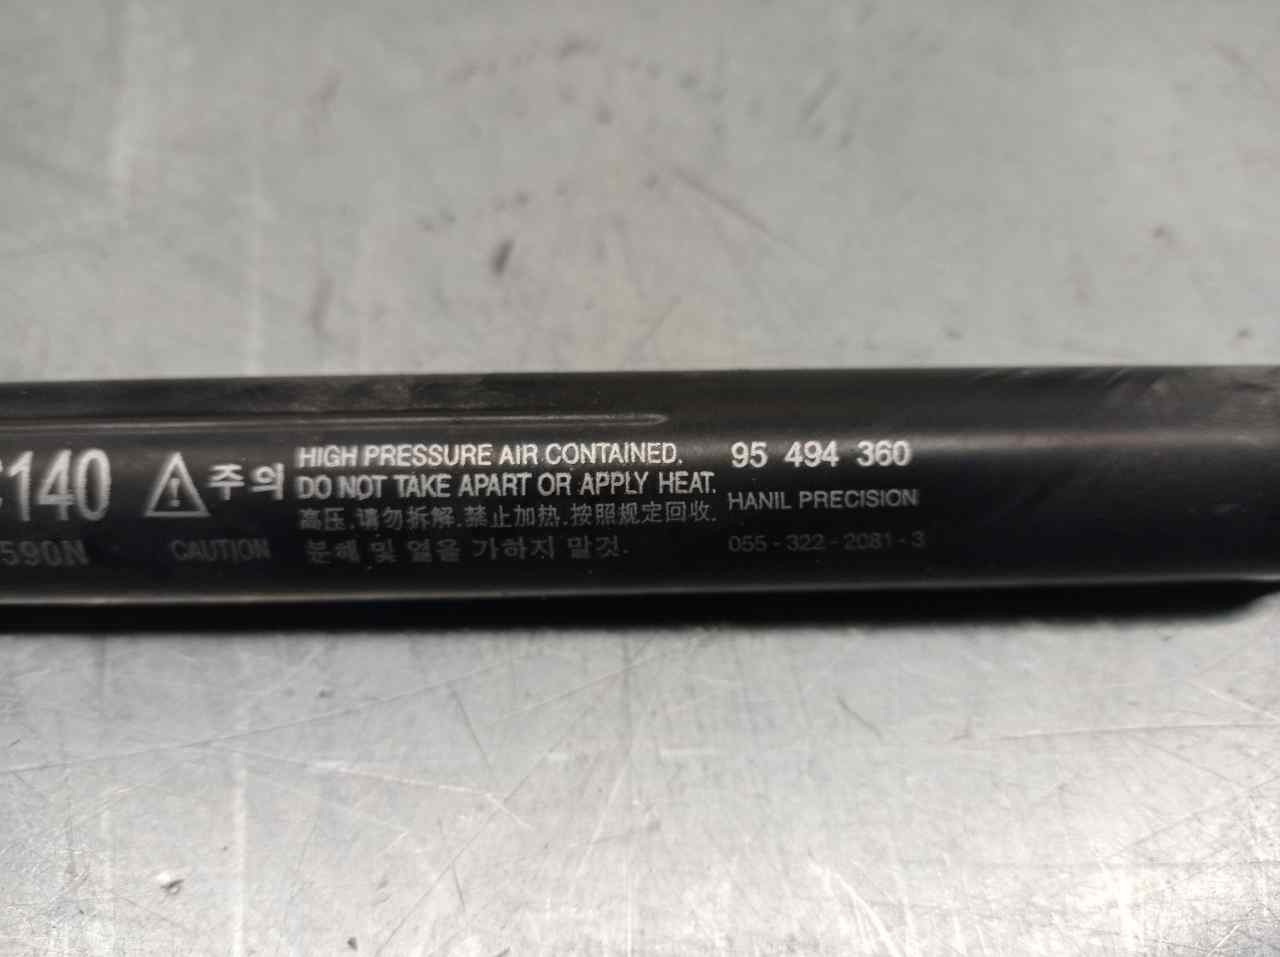 140
590N
주의
CAUTION
HIGH PRESSURE AIR CONTAINED.
DO NOT TAKE APART OR APPLY HEAT.
高压.请勿拆解.禁止加热.按照规定回收.
분해 및 열을 가하지 말것.
95 494 360
HANIL PRECISION
055-322-2081-3